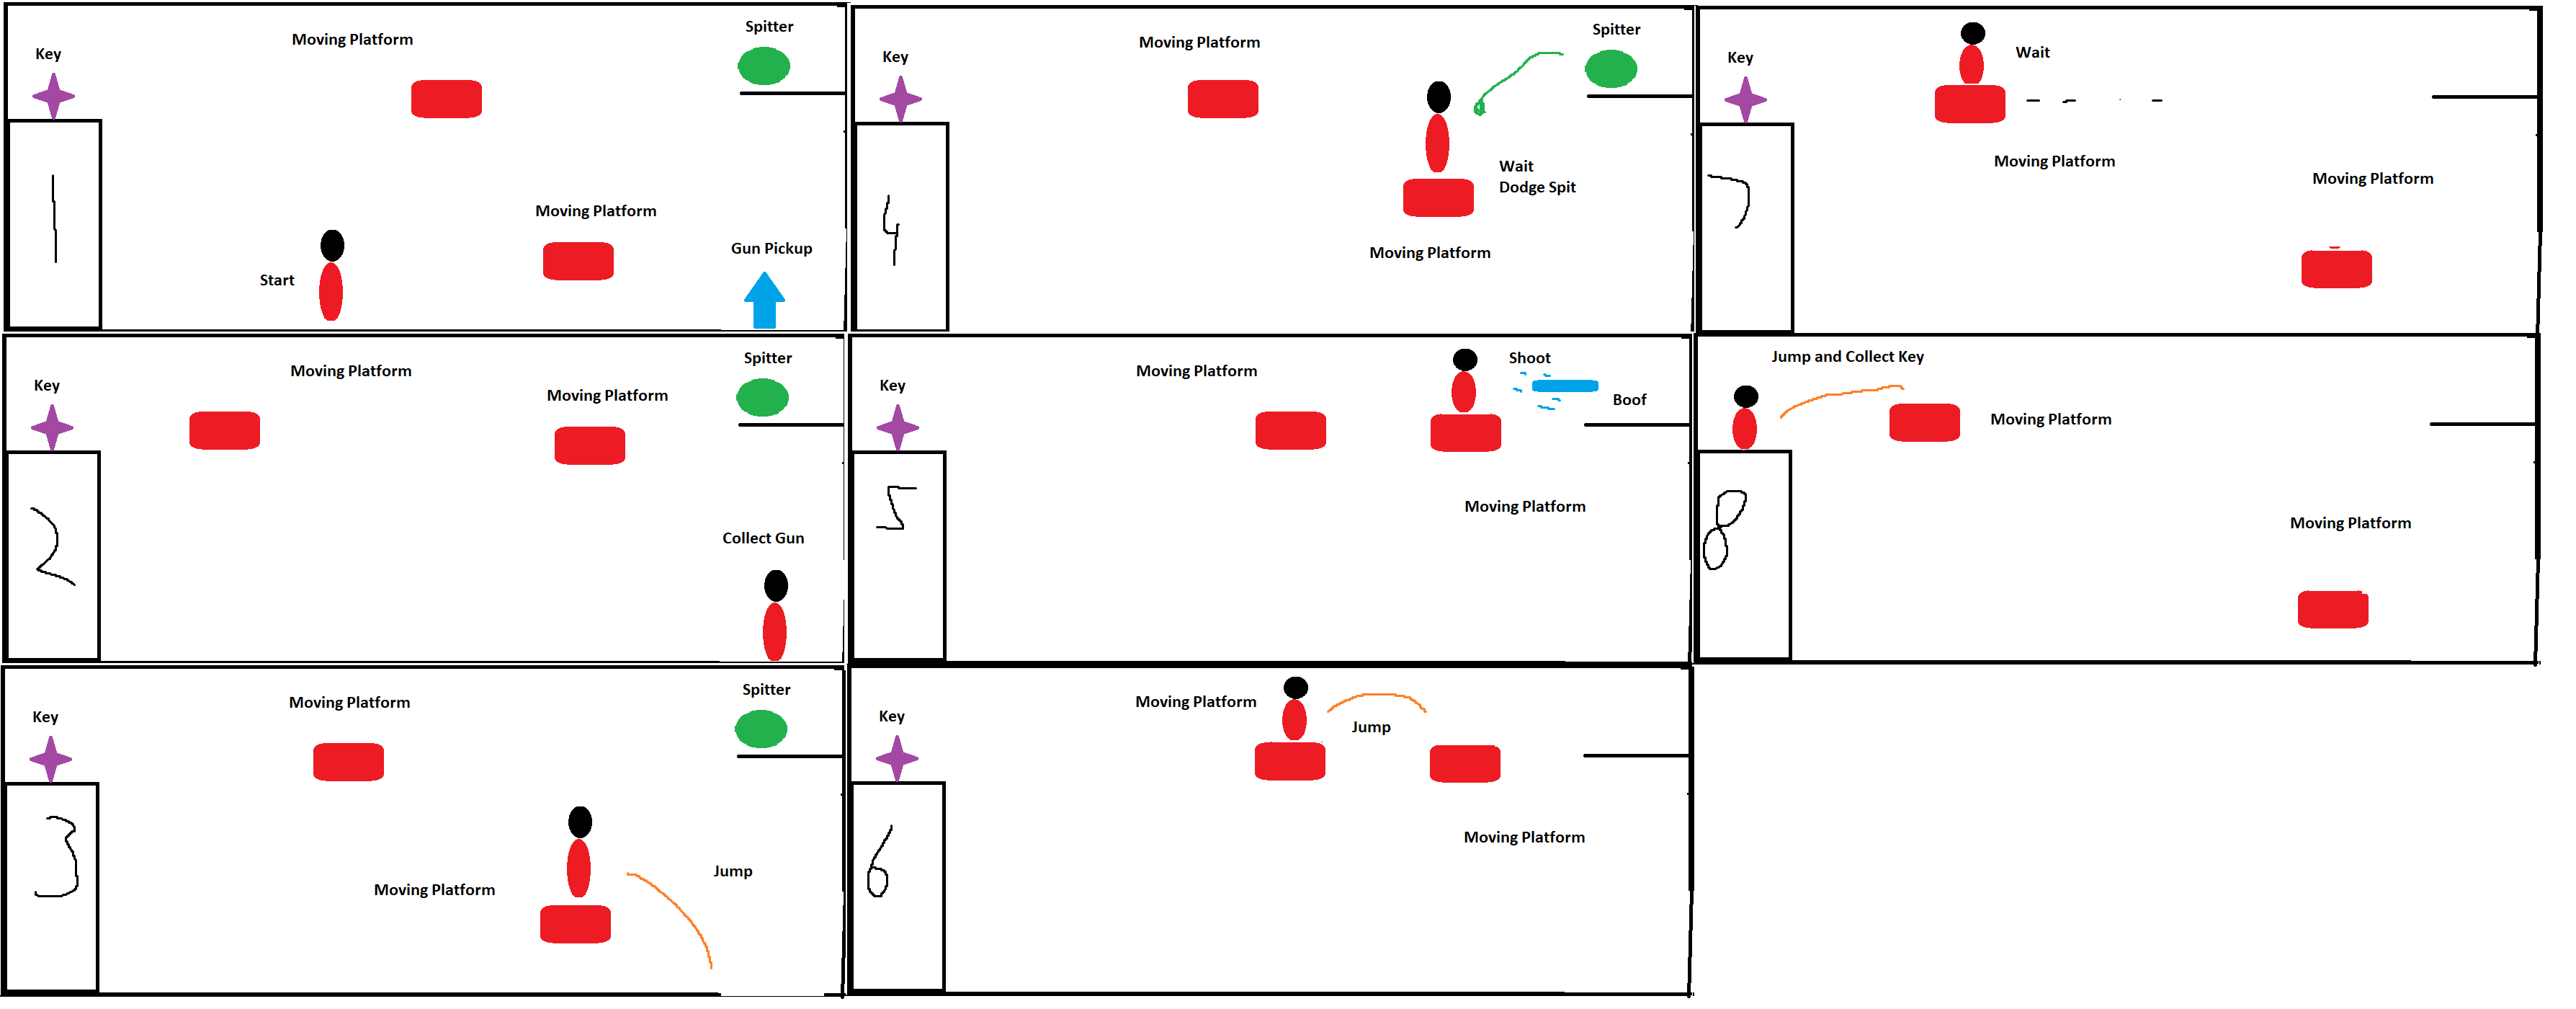 Spitter
Moving Platform
Key
Moving Platform
Gun Pickup
Start
1
Spitter
Moving Platform
Key
Moving Platform
Collect Gun
2
Spitter
Moving Platform
Key
Jump
Moving Platform
3
Spitter
Moving Platform
Key
Wait
Dodge Spit
Moving Platform
4
Shoot
Moving Platform
Key
Boof
Moving Platform
5
Moving Platform
Key
Jump
Moving Platform
6
Wait
Key
Moving Platform
Moving Platform
7
Jump and Collect Key
Moving Platform
Moving Platform
8